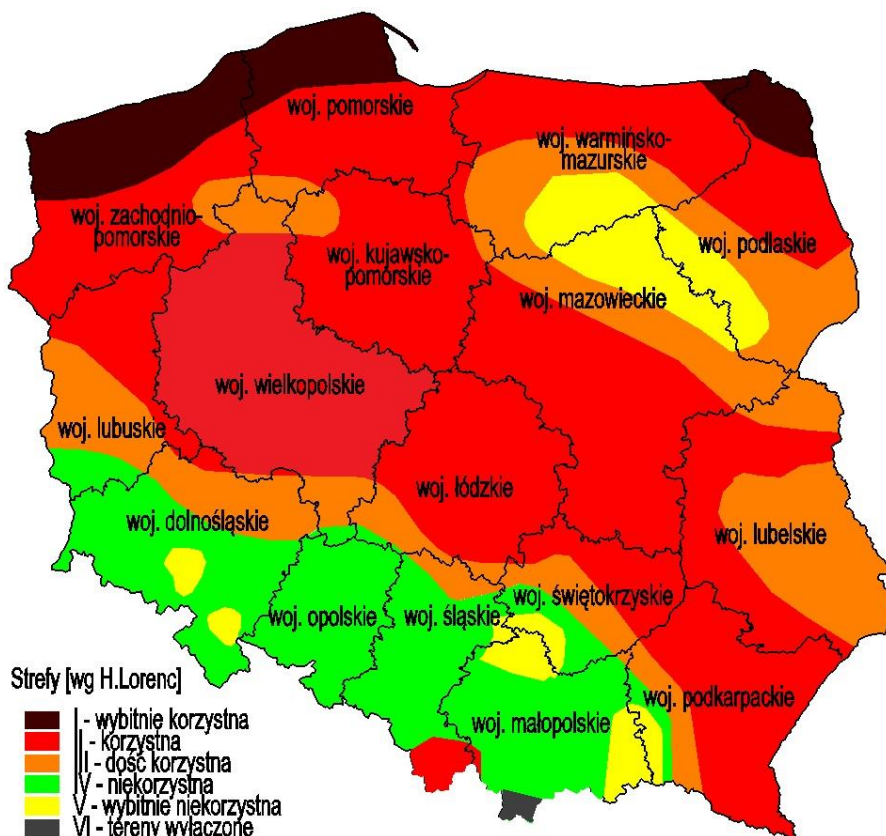 woj. pomorskie
woj. warmińsko-
mazurskie
woj. zachodnio-
pomorskie
woj. kujawsko-
pomorskie
woj. podlaskie
woj. mazowieckie
woj. wielkopolskie
woj. lubuskie
woj. łódzkie
woj. dolnośląskie
woj. lubelskie
woj. opolskie
woj. śląskie
woj. świętokrzyskie
woj. podkarpackie
woj. małopolskie
Strefy [wg H.Lorenc]
I - wybitnie korzystna
II - korzystna
III - dość korzystna
IV - niekorzystna
V - wybitnie niekorzystna
VI - tereny wyłączone